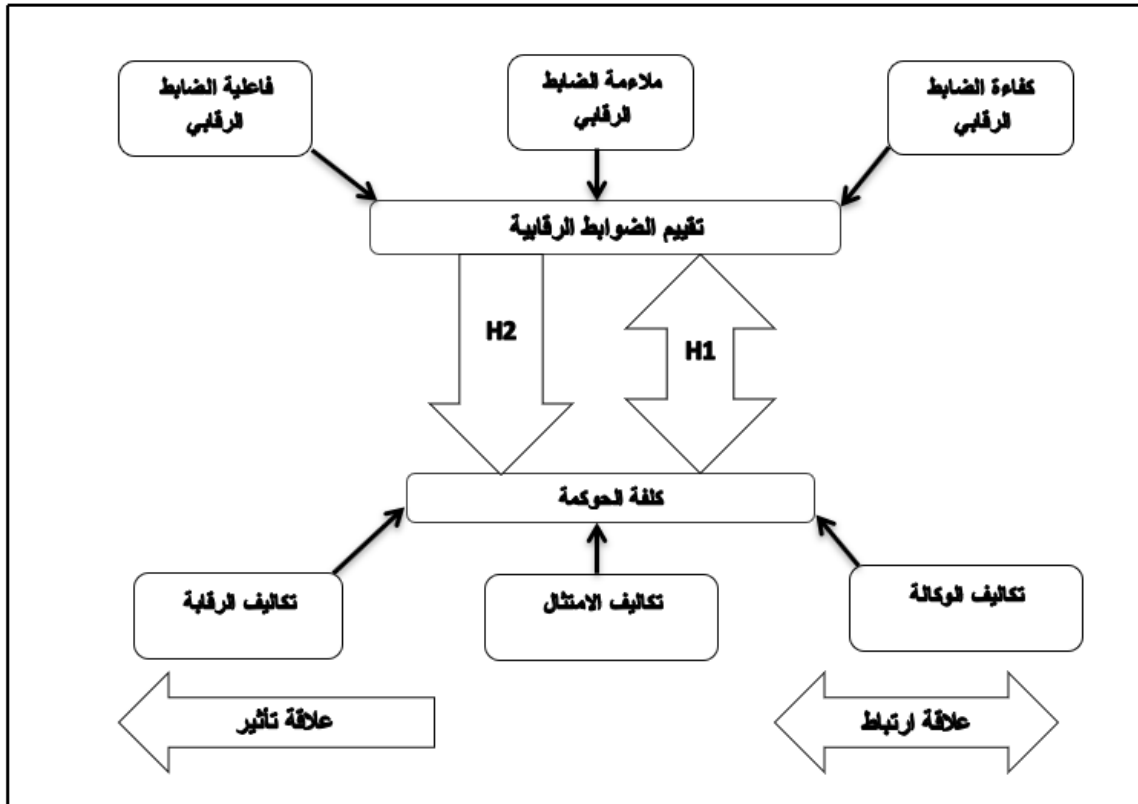 كفاءة الضابط
الرقابي
ملاءمة الضابط
الرقابي
فاعلية الضابط
الرقابي
تقييم الضوابط الرقابية
H1
H2
كلفة الحوكمة
تكاليف الوكالة
تكاليف الامتثال
تكاليف الرقابة
علاقة ارتباط
علاقة تأثير